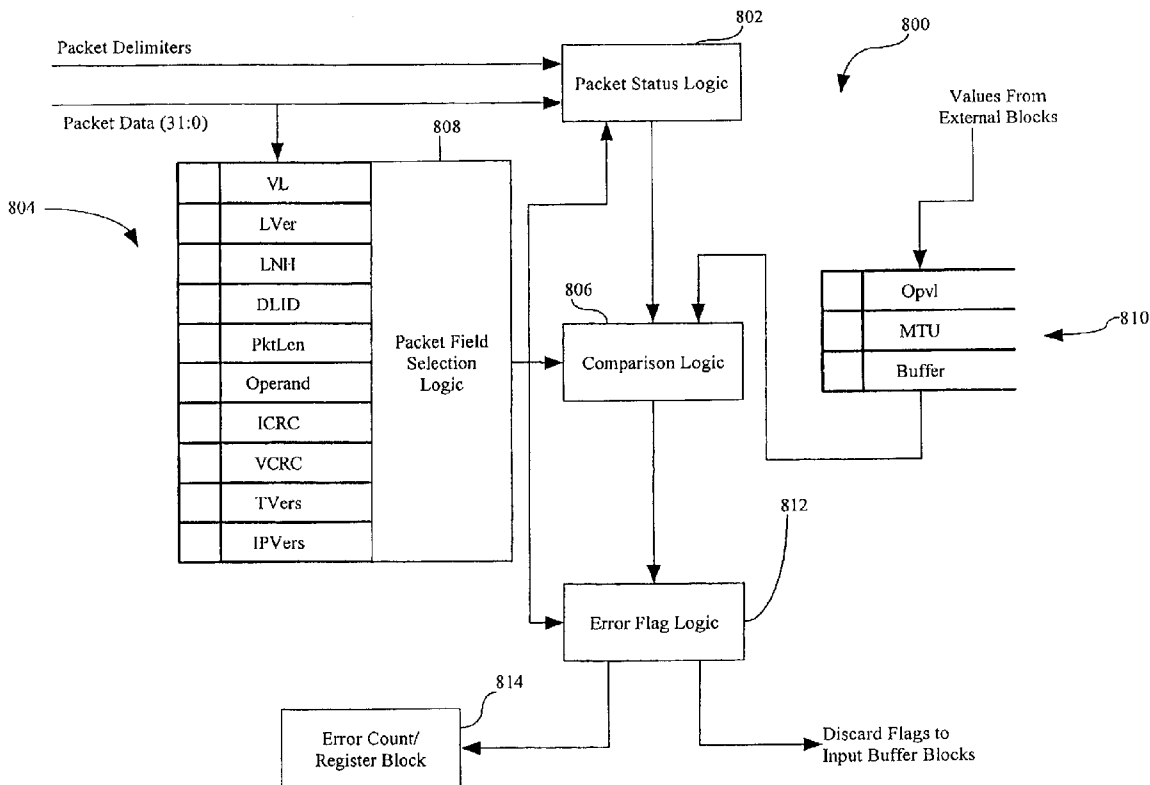 802
800
Packet Delimiters
Packet Status Logic
Packet Data (31:0)
Values From
External Blocks
808
804
VL
LVer
LNH
DLID
PktLen
Operand
ICRC
VCRC
TVers
IPVers
Packet Field
Selection
Logic
806
Comparison Logic
Opvl
MTU
Buffer
810
812
Error Flag Logic
814
Error Count/
Register Block
Discard Flags to
Input Buffer Blocks